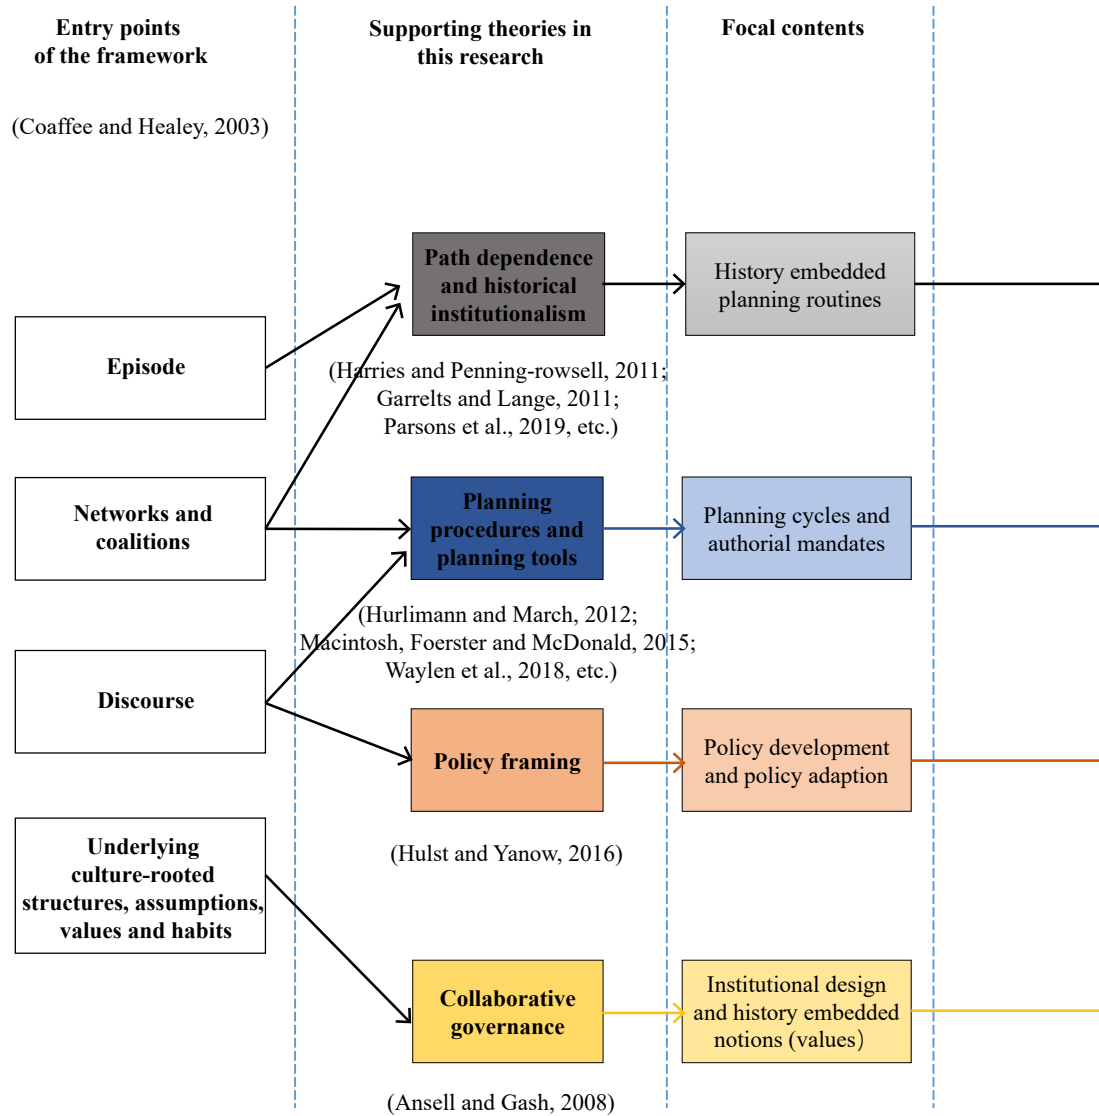 Entry points
of the framework
(Coaffee and Healey, 2003)
Supporting theories in
this research
Focal contents
Episode
Networks and
coalitions
Discourse
Underlying
culture-rooted
structures, assumptions,
values and habits
Path dependence
and historical
institutionalism
(Harries and Penning-rowsell, 2011;
Garrelts and Lange, 2011;
Parsons et al., 2019, etc.)
Planning
procedures and
planning tools
(Hurlimann and March, 2012;
Macintosh, Foerster and McDonald, 2015;
Waylen et al., 2018, etc.)
Policy framing
(Hulst and Yanow, 2016)
Collaborative
governance
(Ansell and Gash, 2008)
History embedded
planning routines
Planning cycles and
authorial mandates
Policy development
and policy adaption
Institutional design
and history embedded
notions (values）